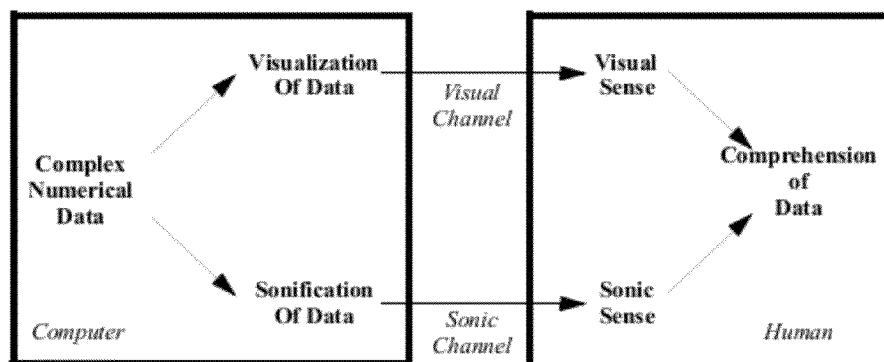 Visualization
Of Data
Visual
Channel
Visual
Sense
Complex
Numerical
Data
Comprehension
of
Data
Sonification
Of Data
Sonic
Channel
Sonic
Sense
Computer
Human